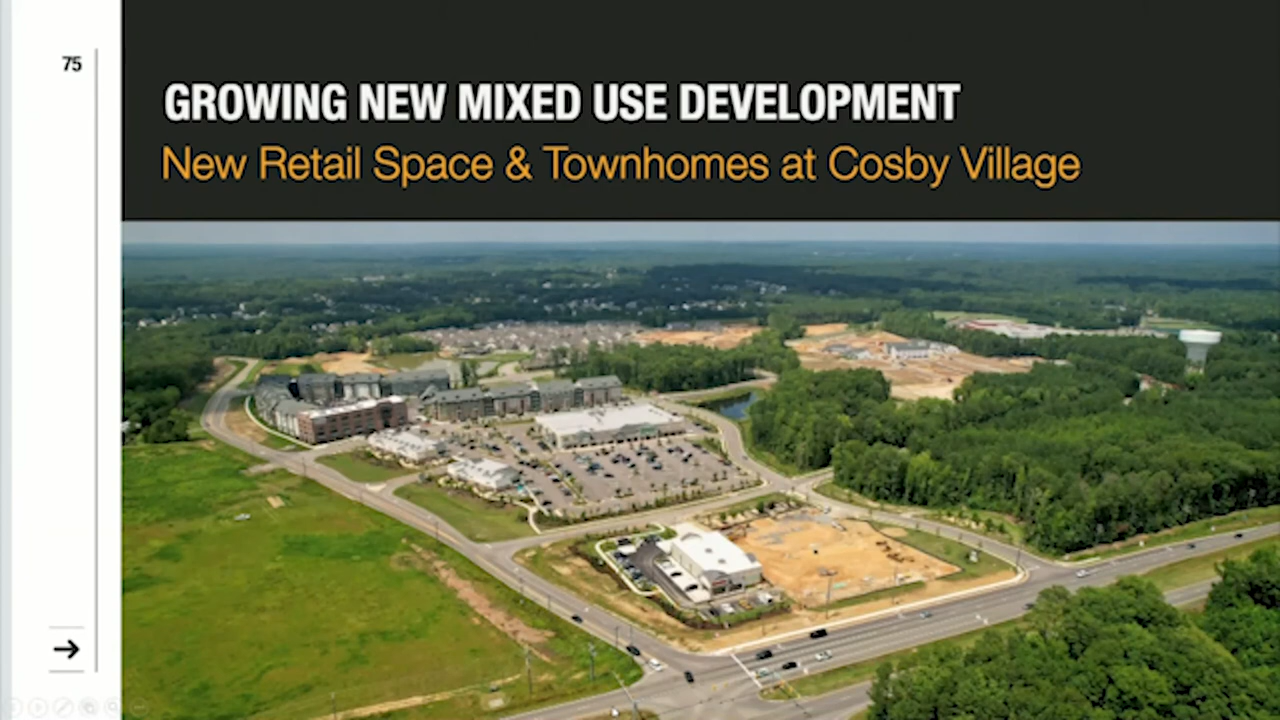 75
GROWING NEW MIXED USE DEVELOPMENT
New Retail Space & Townhomes at Cosby Village